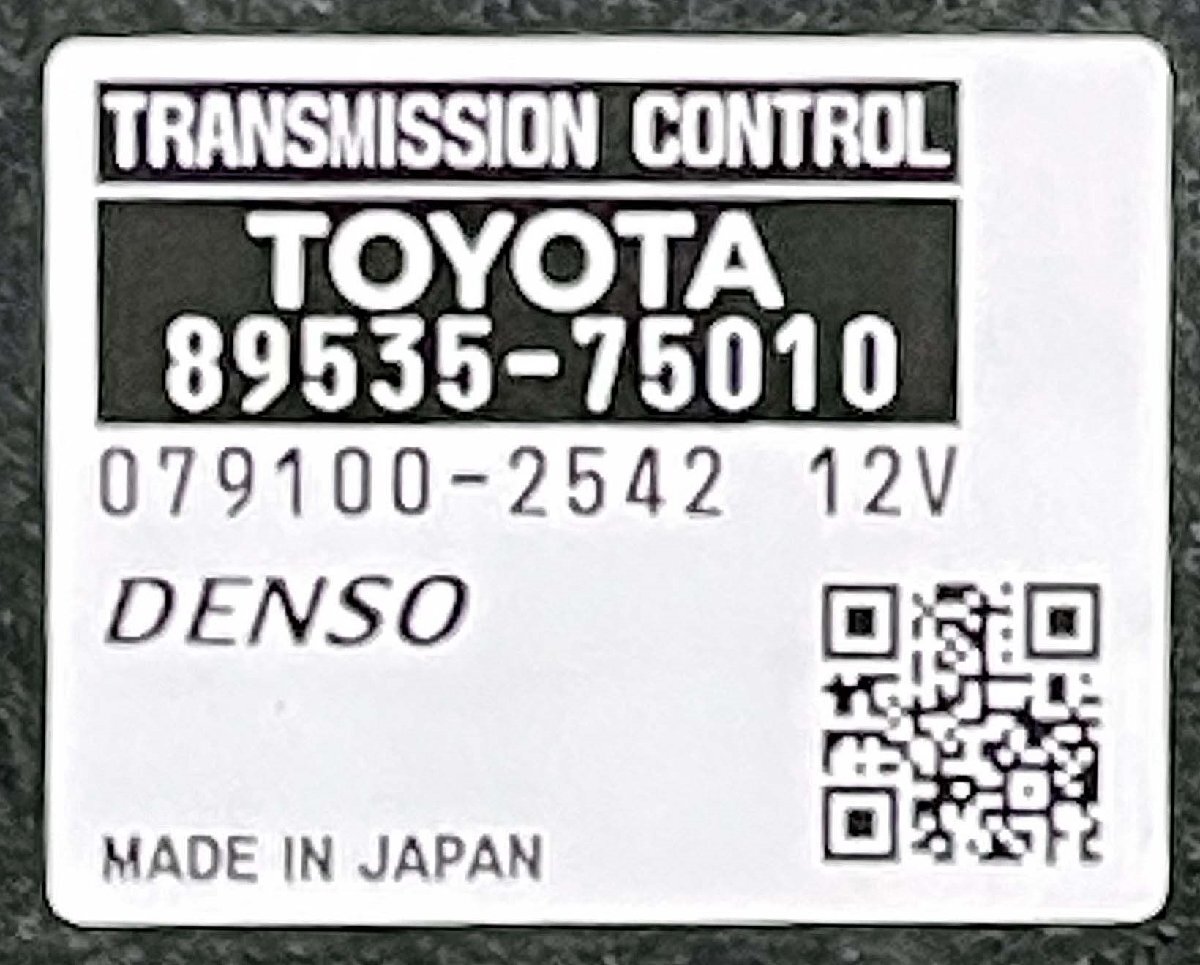 TRANSMISSION CONTROL
TOYOTA
89535-75010
079100-2542 12V
DENSO
MADE IN JAPAN